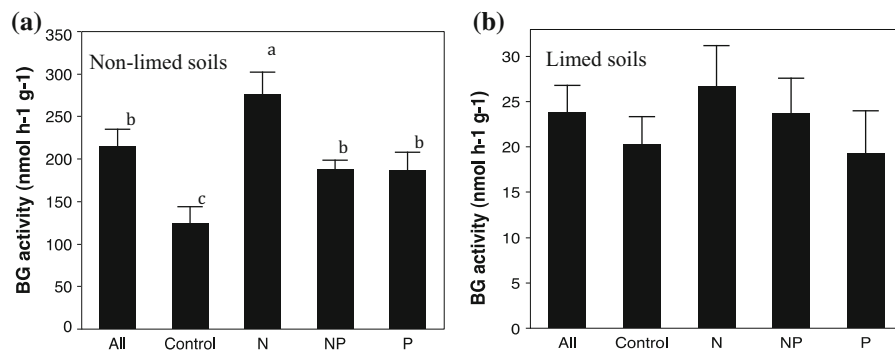 (a)
350
300
250
200
150
100
50
0
BG activity (nmol h-1 g-1)
Non-limed soils
b
c
a
b
b
All Control N NP P
(b)
30
25
20
15
10
5
0
BG activity (nmol h-1 g-1)
Limed soils
All Control N NP P